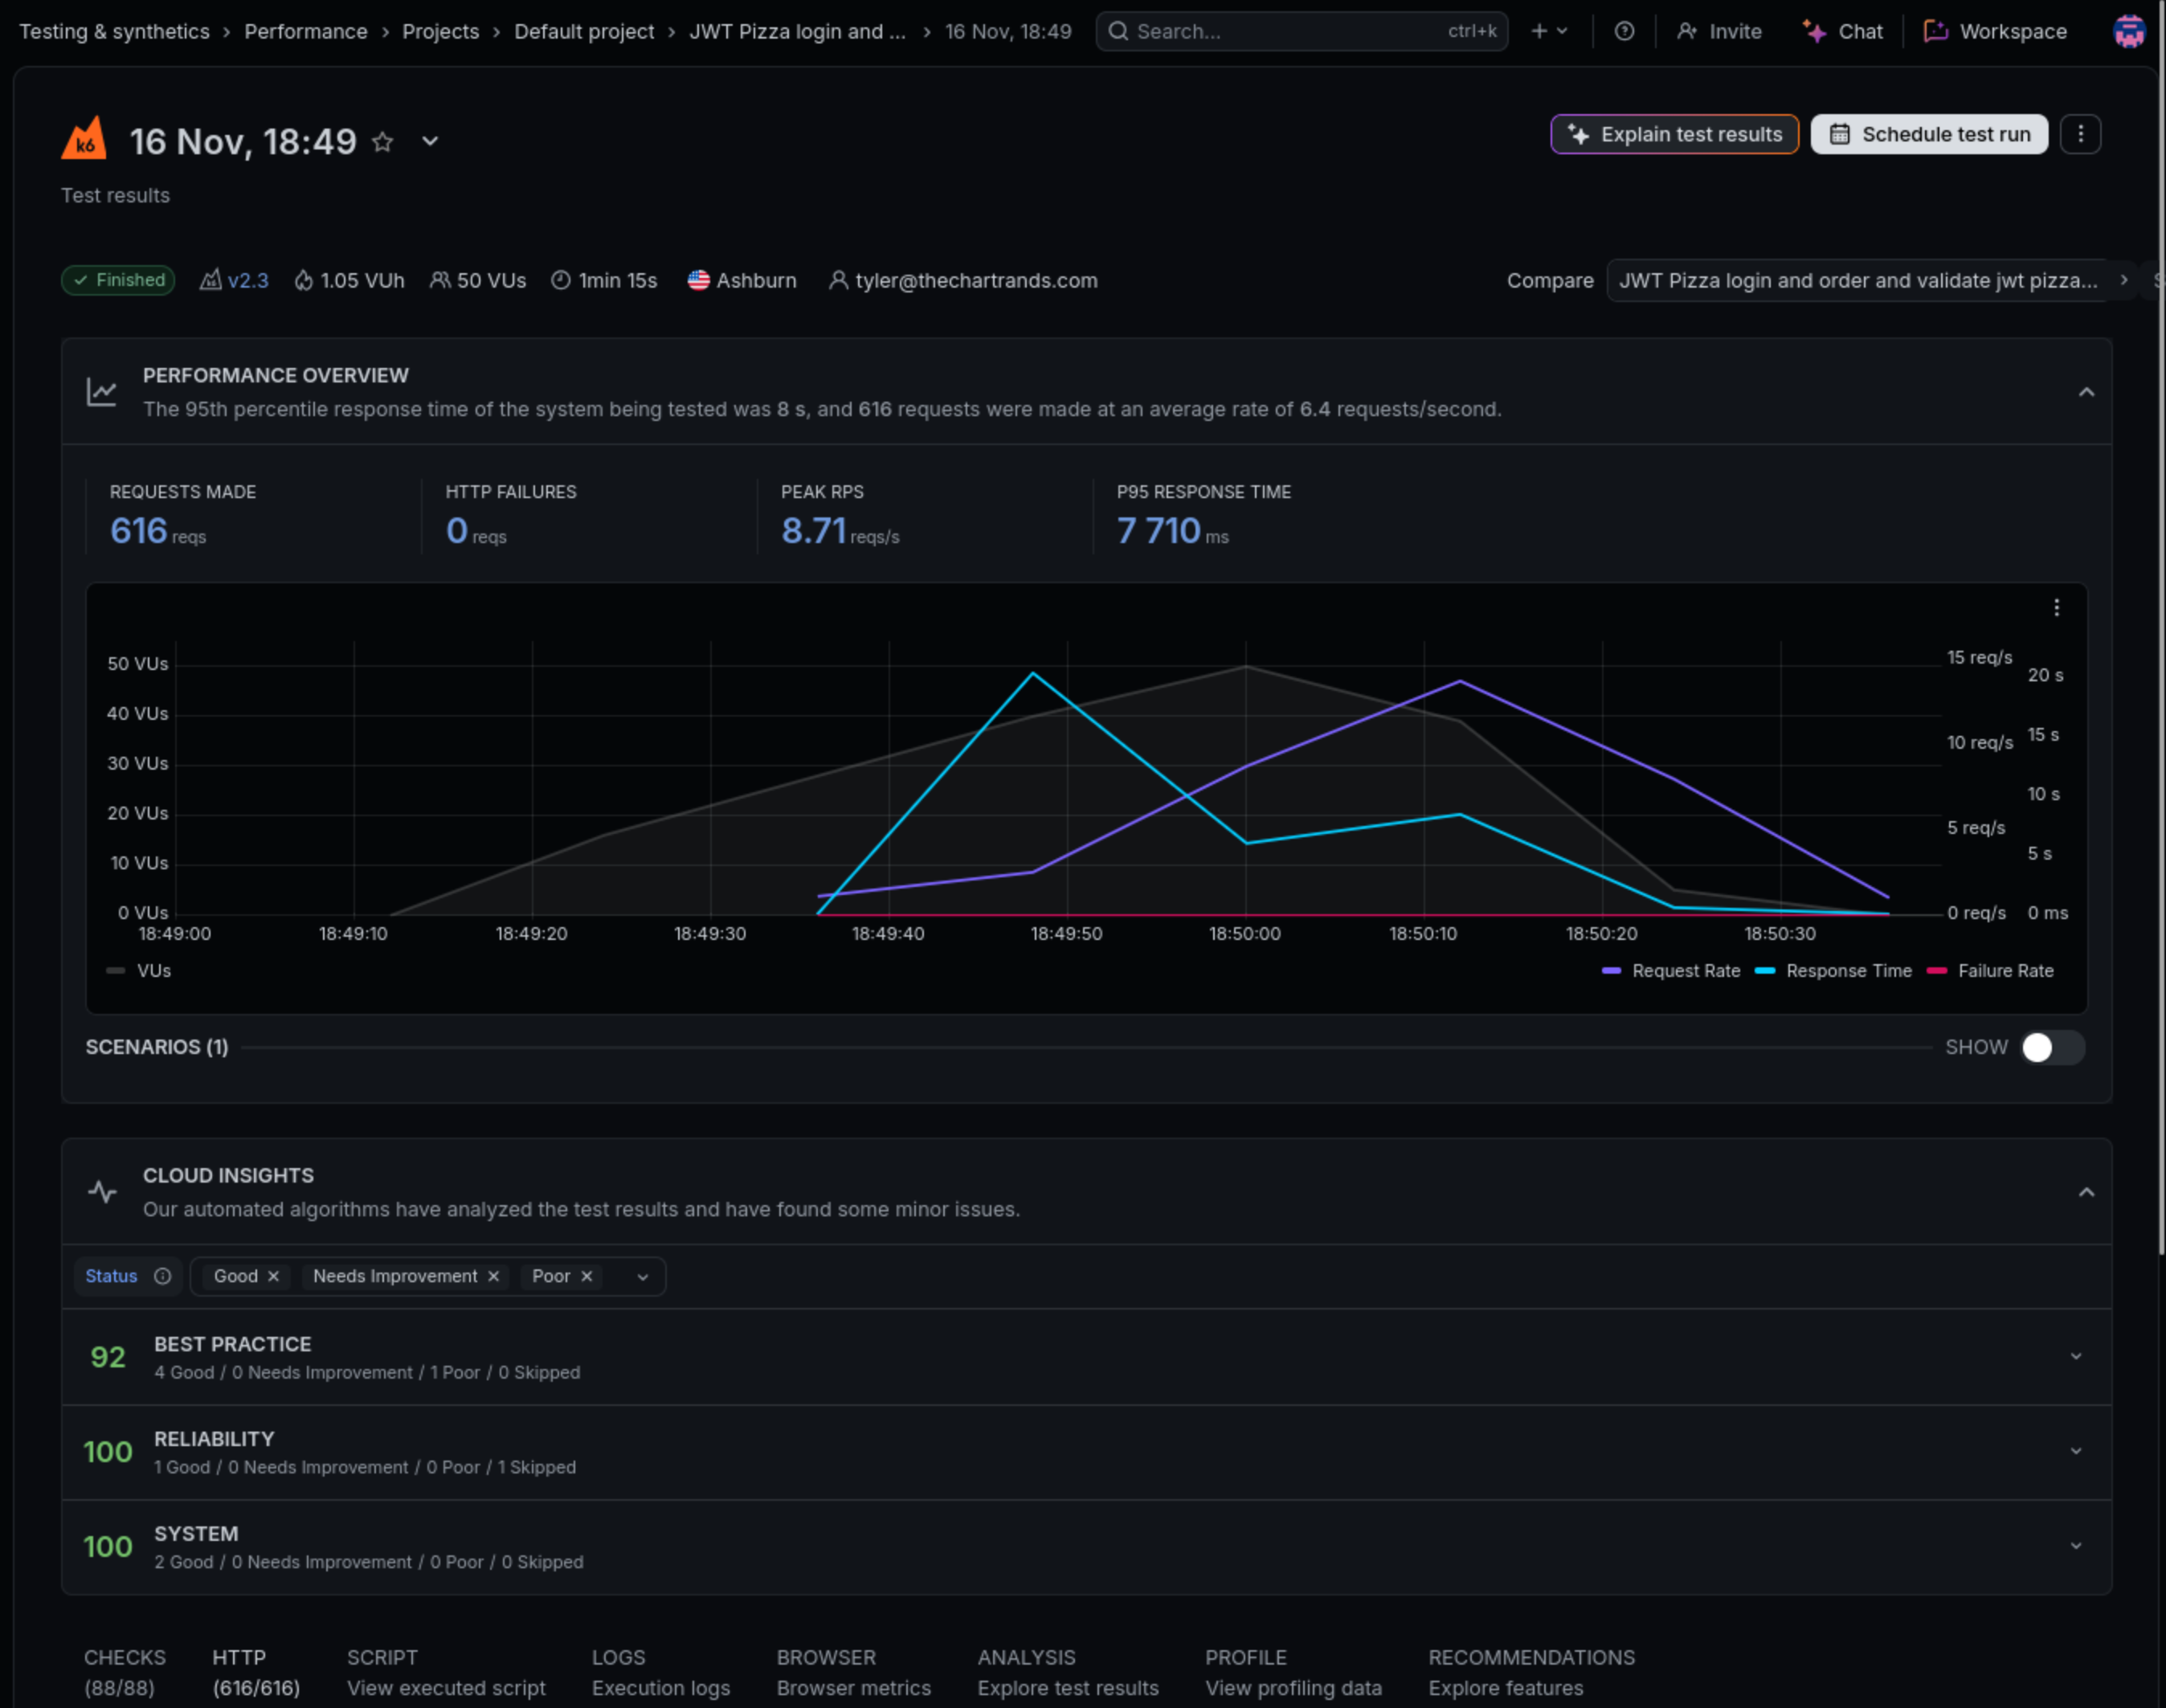 Testing & synthetics › Performance › Projects › Default project › JWT Pizza login and ... › 16 Nov, 18:49 Search... ctrl+k Invite Chat Workspace
k6 16 Nov, 18:49 Explain test results Schedule test run
Test results
Finished v2.3 1.05 VUh 50 VUs 1min 15s Ashburn tyler@thechartrands.com Compare JWT Pizza login and order and validate jwt pizza...
PERFORMANCE OVERVIEW
The 95th percentile response time of the system being tested was 8 s, and 616 requests were made at an average rate of 6.4 requests/second.
REQUESTS MADE HTTP FAILURES PEAK RPS P95 RESPONSE TIME
616 reqs 0 reqs 8.71 reqs/s 7 710 ms
50 VUs 15 req/s 20 s
40 VUs 10 req/s 15 s
30 VUs 10 s
20 VUs 5 req/s
10 VUs 5 s
0 VUs 0 req/s 0 ms
18:49:00 18:49:10 18:49:20 18:49:30 18:49:40 18:49:50 18:50:00 18:50:10 18:50:20 18:50:30
VUs Request Rate Response Time Failure Rate
SCENARIOS (1) SHOW
CLOUD INSIGHTS
Our automated algorithms have analyzed the test results and have found some minor issues.
Status Good Needs Improvement Poor
92 BEST PRACTICE
4 Good / 0 Needs Improvement / 1 Poor / 0 Skipped
100 RELIABILITY
1 Good / 0 Needs Improvement / 0 Poor / 1 Skipped
100 SYSTEM
2 Good / 0 Needs Improvement / 0 Poor / 0 Skipped
CHECKS HTTP SCRIPT LOGS BROWSER ANALYSIS PROFILE RECOMMENDATIONS
(88/88) (616/616) View executed script Execution logs Browser metrics Explore test results View profiling data Explore features